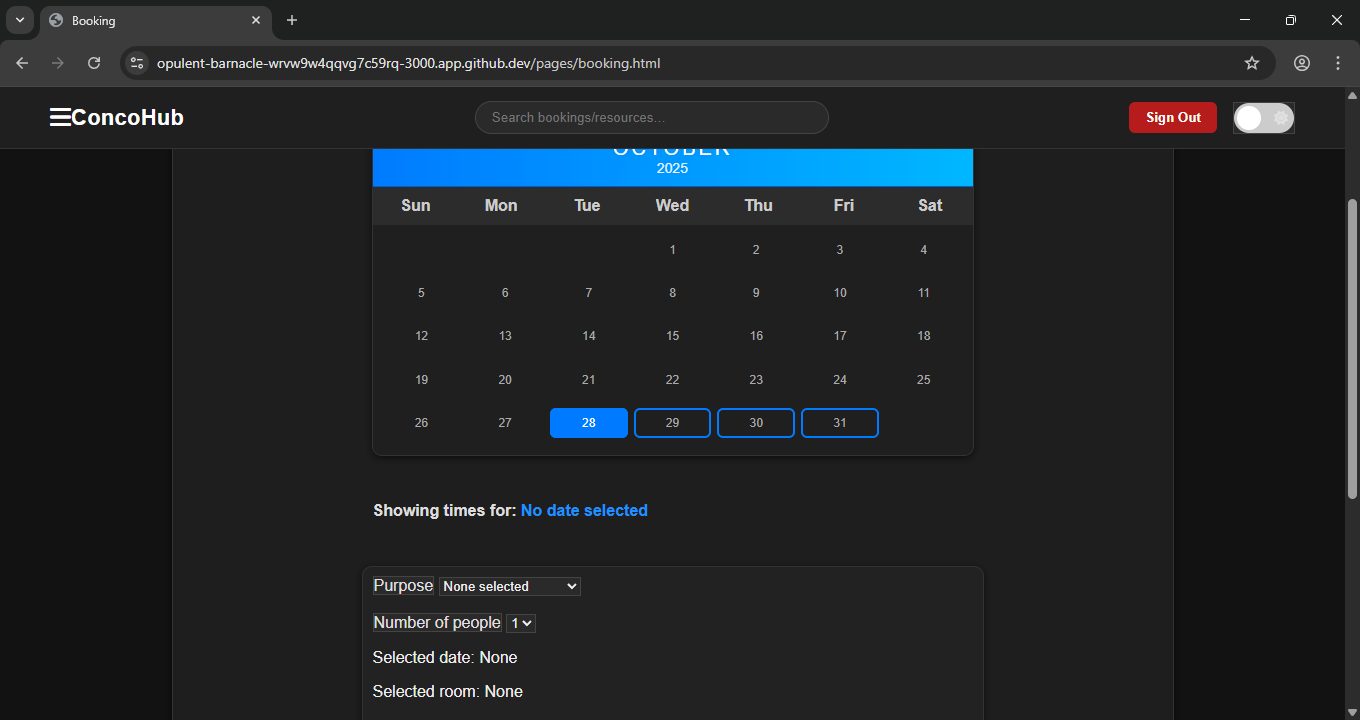 Booking
opulent-barnacle-wrvw9w4qqvg7c59rq-3000.app.github.dev/pages/booking.html
ConcoHub
Search bookings/resources...
Sign Out
OCTOBER
2025
Sun Mon Tue Wed Thu Fri Sat
1 2 3 4
5 6 7 8 9 10 11
12 13 14 15 16 17 18
19 20 21 22 23 24 25
26 27 28 29 30 31
Showing times for: No date selected
Purpose None selected
Number of people 1
Selected date: None
Selected room: None